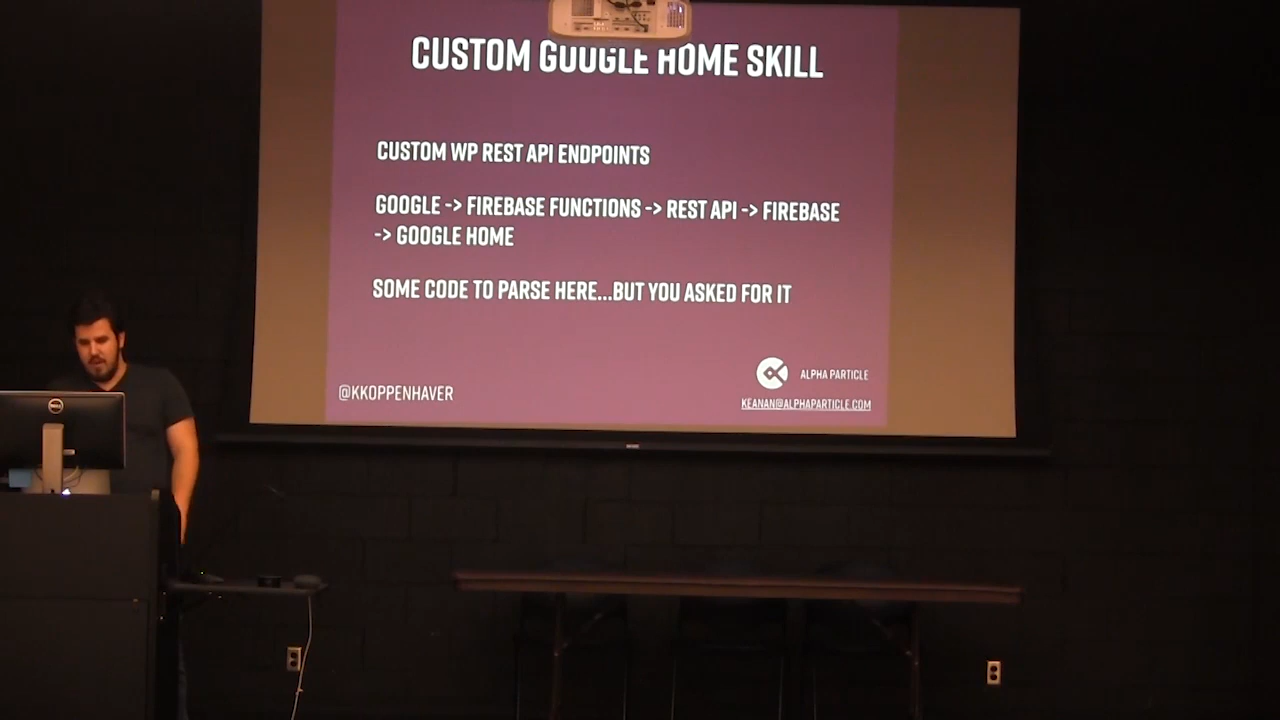 CUSTOM GOOGLE HOME SKILL
CUSTOM WP REST API ENDPOINTS
GOOGLE -> FIREBASE FUNCTIONS -> REST API -> FIREBASE
-> GOOGLE HOME
SOME CODE TO PARSE HERE...BUT YOU ASKED FOR IT
@KKOPPENHAVER
ALPHA PARTICLE
KEANAN@ALPHAPARTICLE.COM
DELL